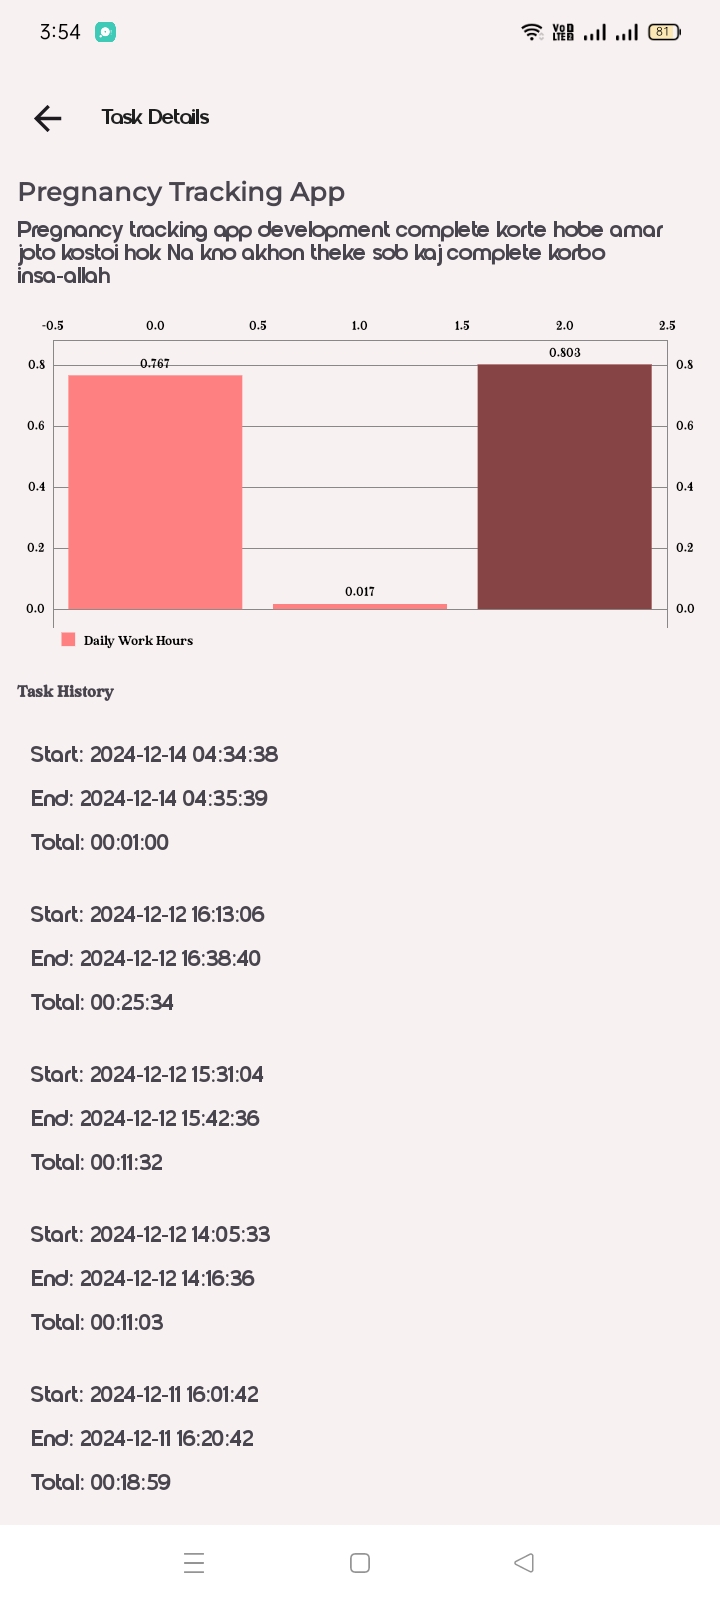 3:54
VoD LTE2 81
Task Details
Pregnancy Tracking App
Pregnancy tracking app development complete korte hobe amar
joto kostoi hok Na kno akhon theke sob kaj complete korbo
insa-allah
-0.5 0.0 0.5 1.0 1.5 2.0 2.5
0.803
0.8 0.767 0.8
0.6 0.6
0.4 0.4
0.2 0.2
0.017
0.0 0.0
Daily Work Hours
Task History
Start: 2024-12-14 04:34:38
End: 2024-12-14 04:35:39
Total: 00:01:00
Start: 2024-12-12 16:13:06
End: 2024-12-12 16:38:40
Total: 00:25:34
Start: 2024-12-12 15:31:04
End: 2024-12-12 15:42:36
Total: 00:11:32
Start: 2024-12-12 14:05:33
End: 2024-12-12 14:16:36
Total: 00:11:03
Start: 2024-12-11 16:01:42
End: 2024-12-11 16:20:42
Total: 00:18:59